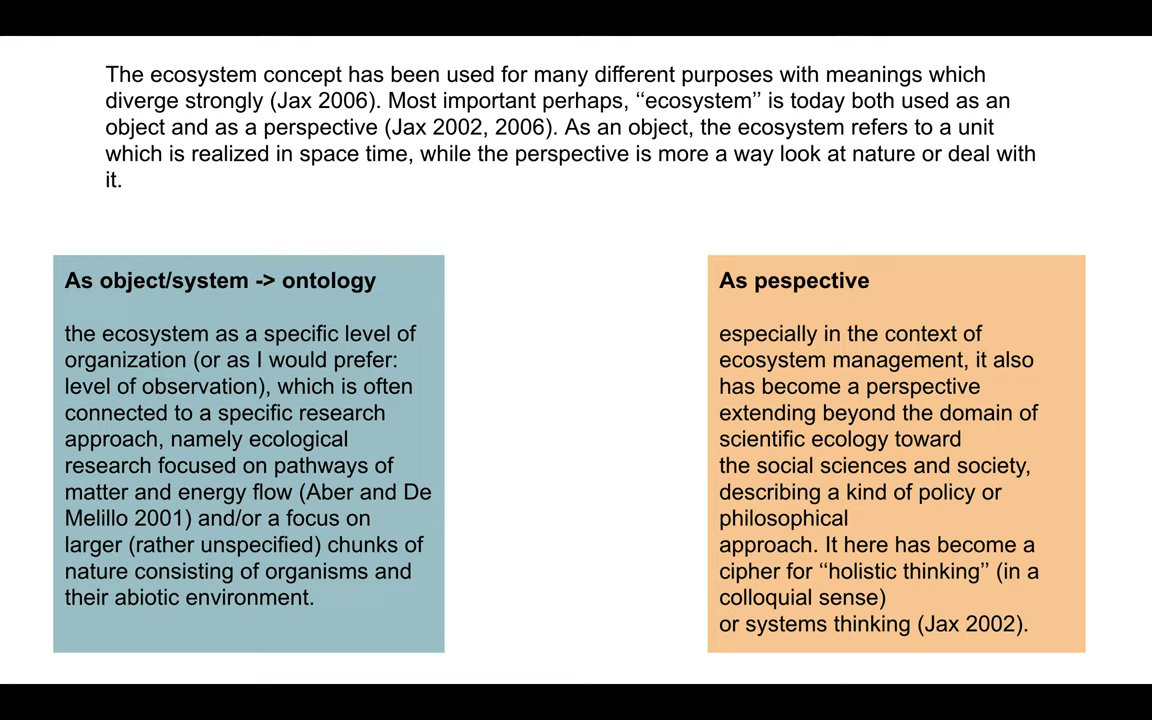 The ecosystem concept has been used for many different purposes with meanings which
diverge strongly (Jax 2006). Most important perhaps, ‘‘ecosystem’’ is today both used as an
object and as a perspective (Jax 2002, 2006). As an object, the ecosystem refers to a unit
which is realized in space time, while the perspective is more a way look at nature or deal with
it.
As object/system -> ontology
the ecosystem as a specific level of
organization (or as I would prefer:
level of observation), which is often
connected to a specific research
approach, namely ecological
research focused on pathways of
matter and energy flow (Aber and De
Melillo 2001) and/or a focus on
larger (rather unspecified) chunks of
nature consisting of organisms and
their abiotic environment.
As pespective
especially in the context of
ecosystem management, it also
has become a perspective
extending beyond the domain of
scientific ecology toward
the social sciences and society,
describing a kind of policy or
philosophical
approach. It here has become a
cipher for ‘‘holistic thinking’’ (in a
colloquial sense)
or systems thinking (Jax 2002).